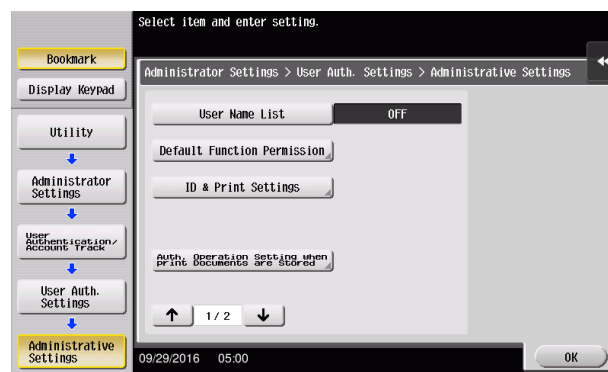 Select item and enter setting.
Bookmark
Display Keypad
Administrator Settings > User Auth. Settings > Administrative Settings
Utility
Administrator
Settings
User
Authentication/
Account Track
User Auth.
Settings
Administrative
Settings
User Name List
OFF
Default Function Permission
ID & Print Settings
Auth. Operation Setting when
Print Documents are Stored
1/ 2
09/29/2016 05:00
OK